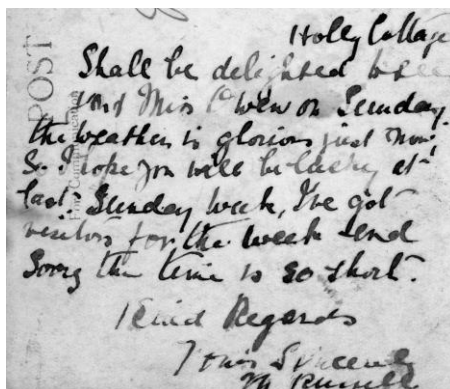 Holly Cottage
Shall be delighted to see
you & Miss Owen on Sunday.
the weather is glorious just now,
So I hope you will be lucky at
last. Sunday week, I've got
visitors for the week-end
Sorry the time is so short.
Kind Regards
Yours Sincerely
M Russell
POST